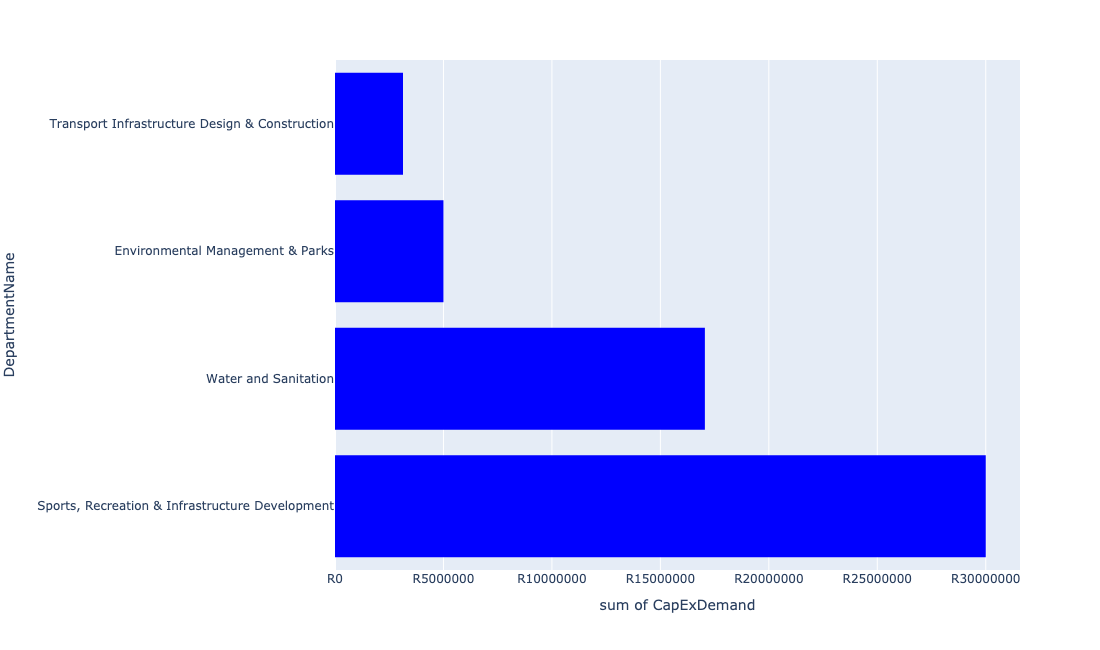 Transport Infrastructure Design & Construction
Environmental Management & Parks
Water and Sanitation
Sports, Recreation & Infrastructure Development
DepartmentName
R0 R5000000 R10000000 R15000000 R20000000 R25000000 R30000000
sum of CapExDemand